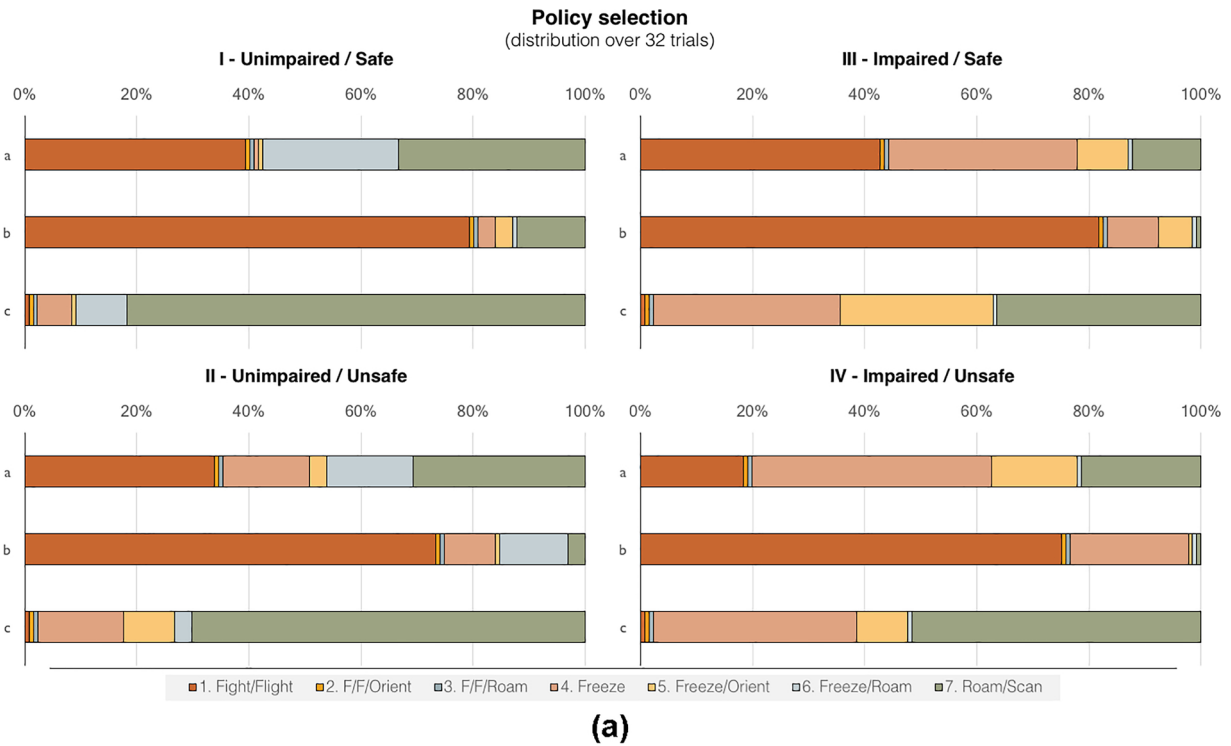 Policy selection
(distribution over 32 trials)
I - Unimpaired / Safe
0% 20% 40% 60% 80% 100%
a
b
c
III - Impaired / Safe
0% 20% 40% 60% 80% 100%
a
b
c
II - Unimpaired / Unsafe
0% 20% 40% 60% 80% 100%
a
b
c
IV - Impaired / Unsafe
0% 20% 40% 60% 80% 100%
a
b
c
1. Fight/Flight 2. F/F/Orient 3. F/F/Roam 4. Freeze 5. Freeze/Orient 6. Freeze/Roam 7. Roam/Scan
(a)